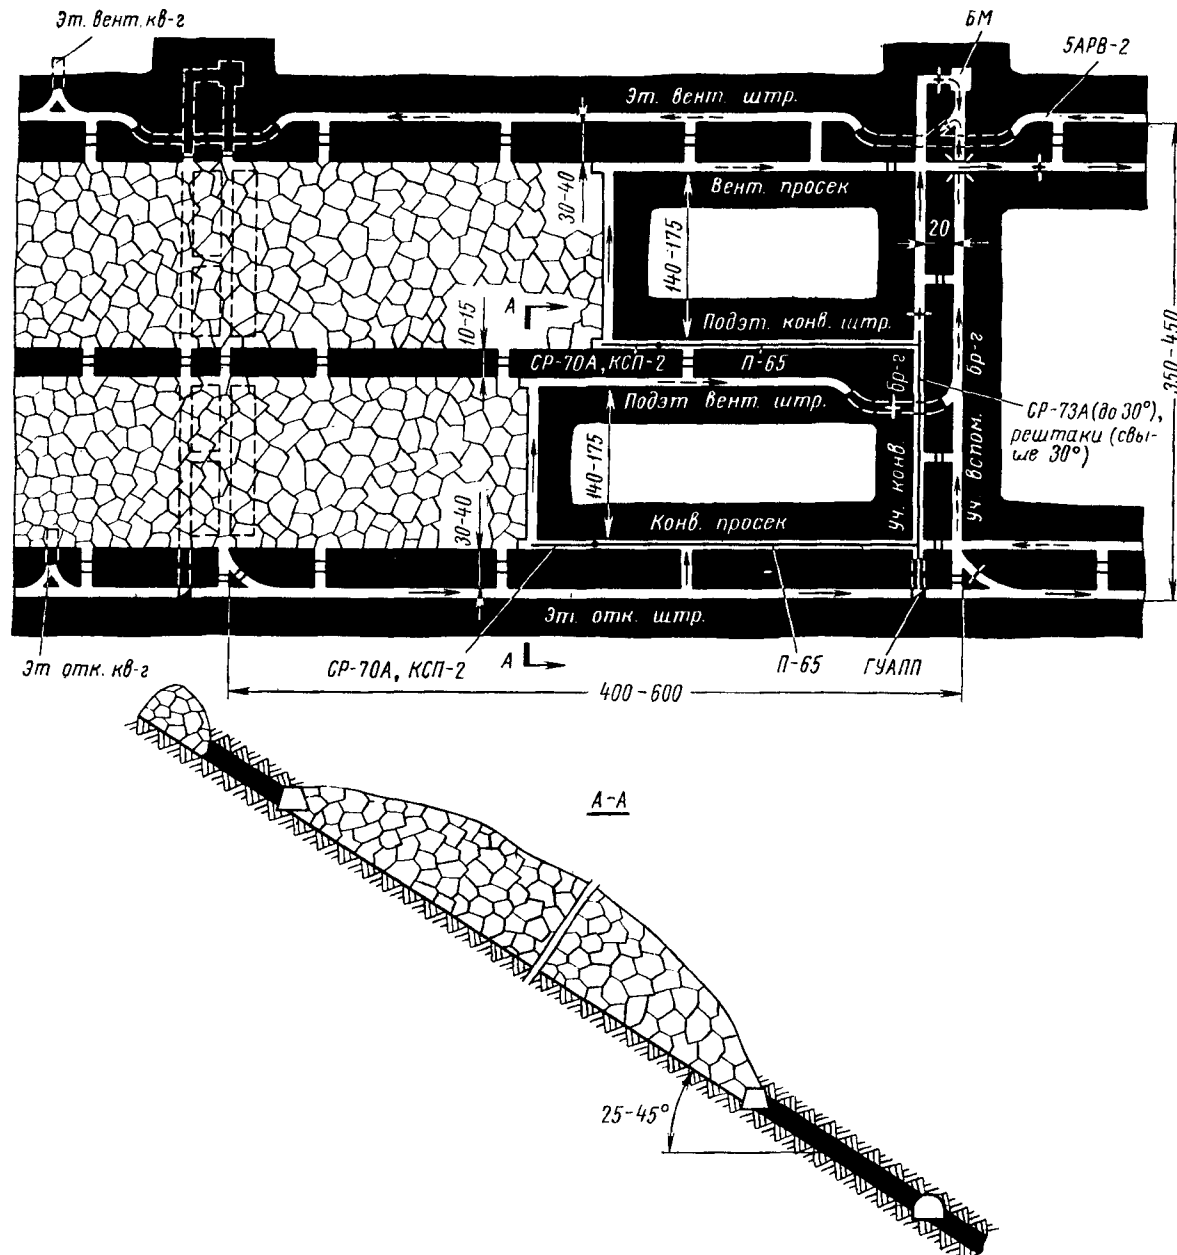 Эт. вент. кв-г
БМ
5АРВ-2
Эт. вент. штр.
30-40
Вент. просек
140-175
20
350-450
А
10-15
Подэт. конв. штр.
СР-70А, КСП-2
П-65
Подэт вент. штр.
Уч. конв. бр-г
Уч. вспом. бр-г
СР-73А (до 30°),
рештаки (свы-
ше 30°)
140-175
30-40
Конв. просек
Эт. отк. штр.
Эт отк. кв-г
СР-70А, КСП-2
А
П-65
ГУАПП
400-600
А-А
25-45°